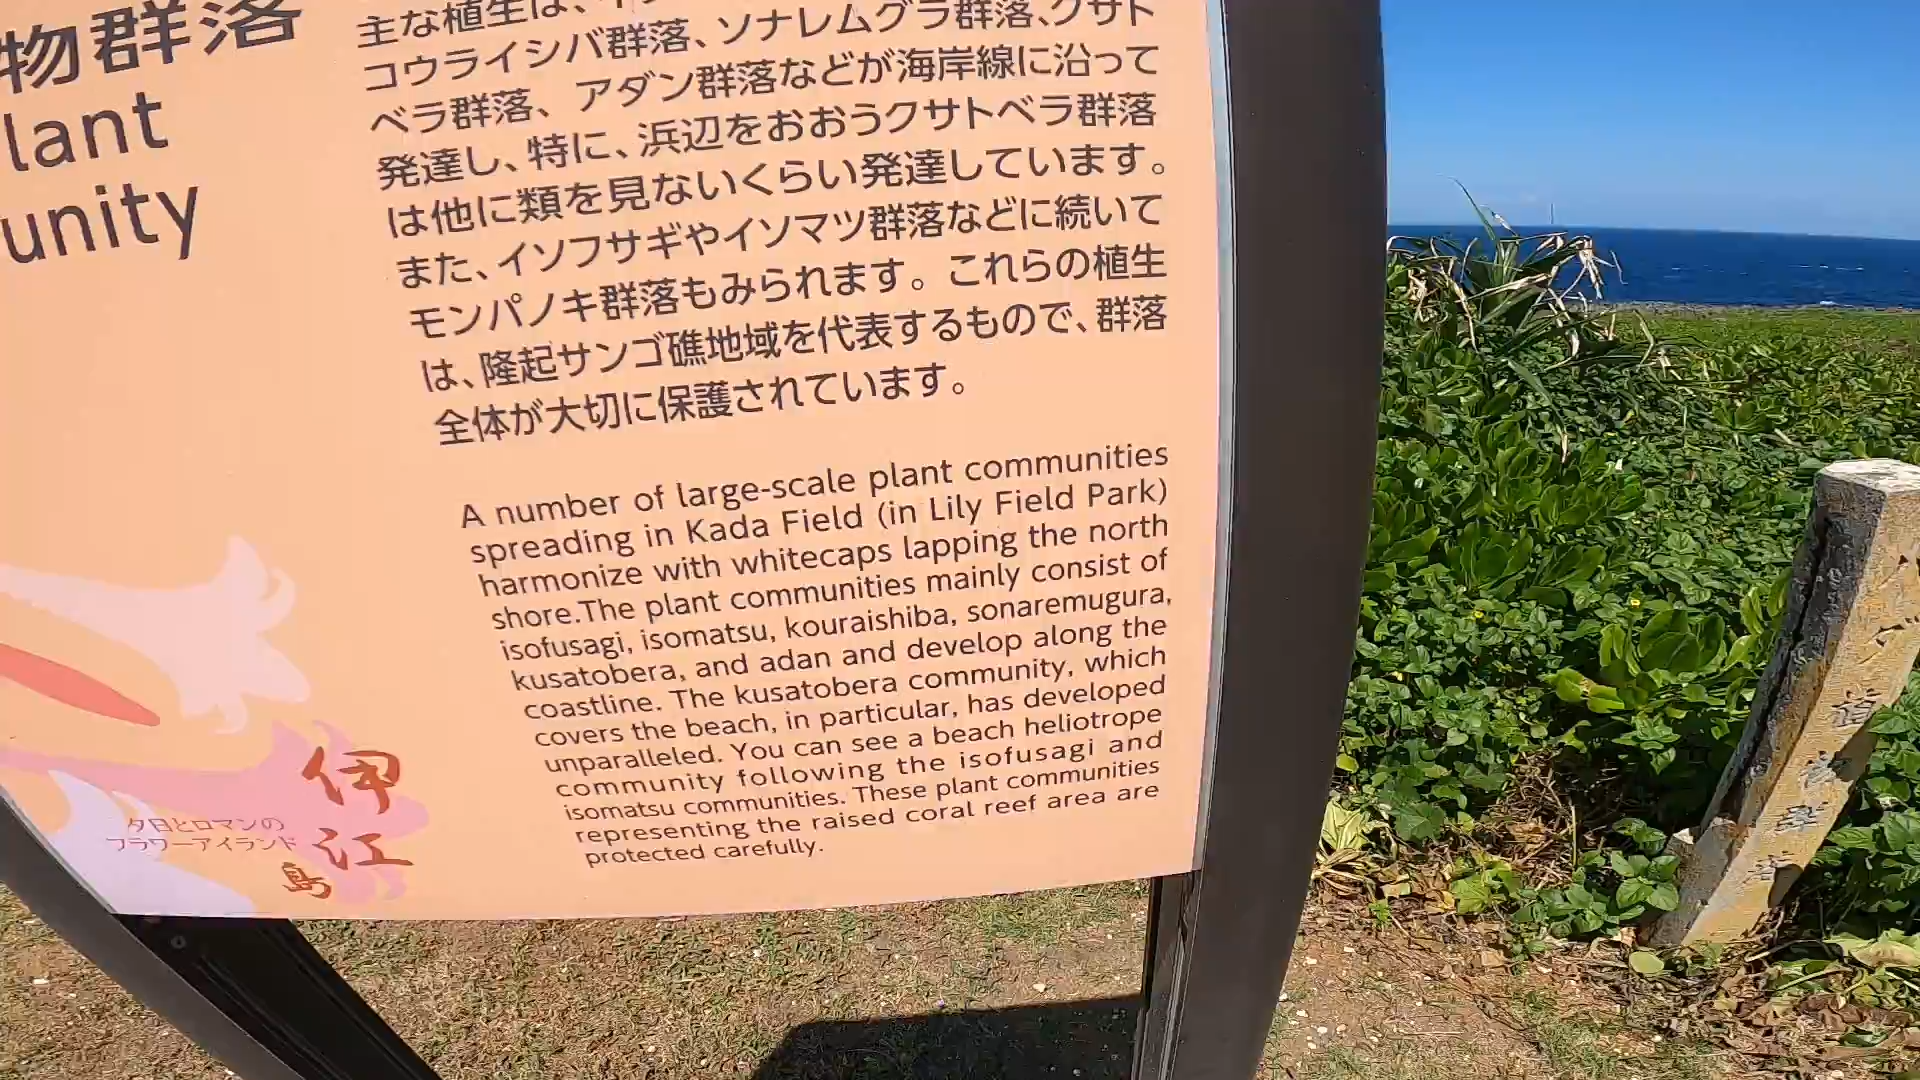 物群落
lant
unity
主な植生は、
コウライシバ群落、ソナレムグラ群落、クサト
ベラ群落、アダン群落などが海岸線に沿って
発達し、特に、浜辺をおおうクサトベラ群落
は他に類を見ないくらい発達しています。
また、イソフサギやイソマツ群落などに続いて
モンパノキ群落もみられます。これらの植生
は、隆起サンゴ礁地域を代表するもので、群落
全体が大切に保護されています。
A number of large-scale plant communities
spreading in Kada Field (in Lily Field Park)
harmonize with whitecaps lapping the north
shore.The plant communities mainly consist of
isofusagi, isomatsu, kouraishiba, sonaremugura,
kusatobera, and adan and develop along the
coastline. The kusatobera community, which
covers the beach, in particular, has developed
unparalleled. You can see a beach heliotrope
community following the isofusagi and
isomatsu communities. These plant communities
representing the raised coral reef area are
protected carefully.
夕日とロマンの
フラワーアイランド
伊江島